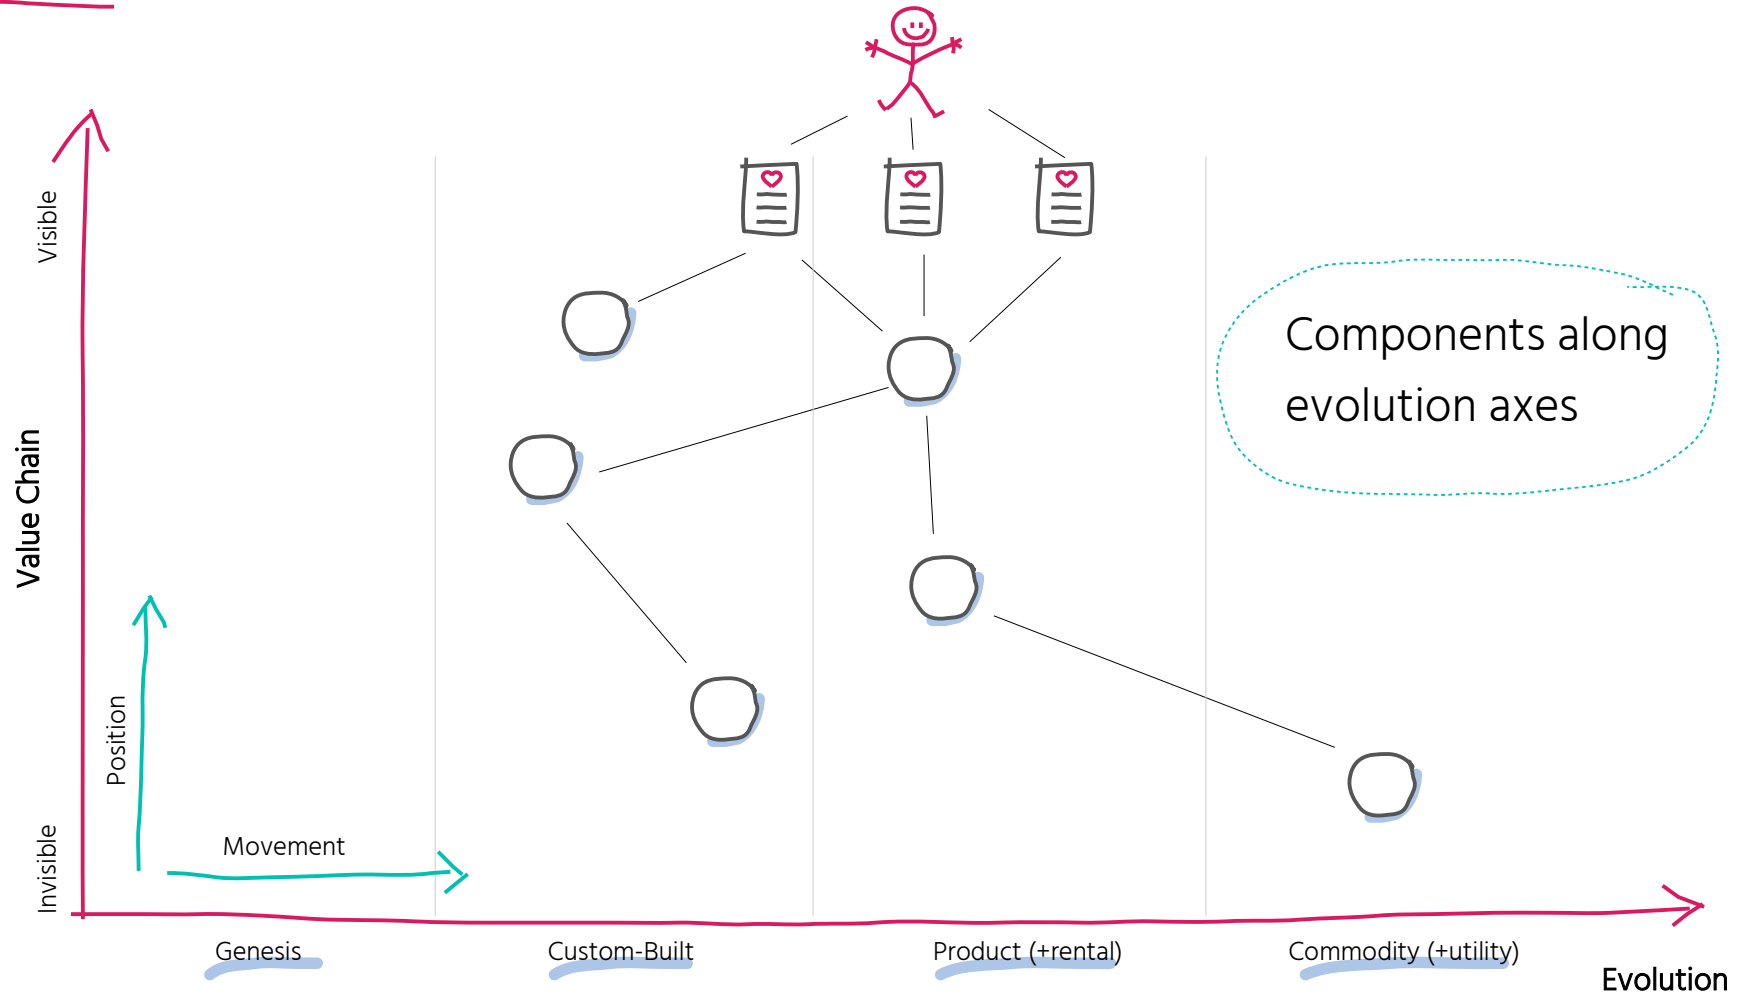 Visible
Value Chain
Invisible
Position
Movement
Components along
evolution axes
Genesis
Custom-Built
Product (+rental)
Commodity (+utility)
Evolution